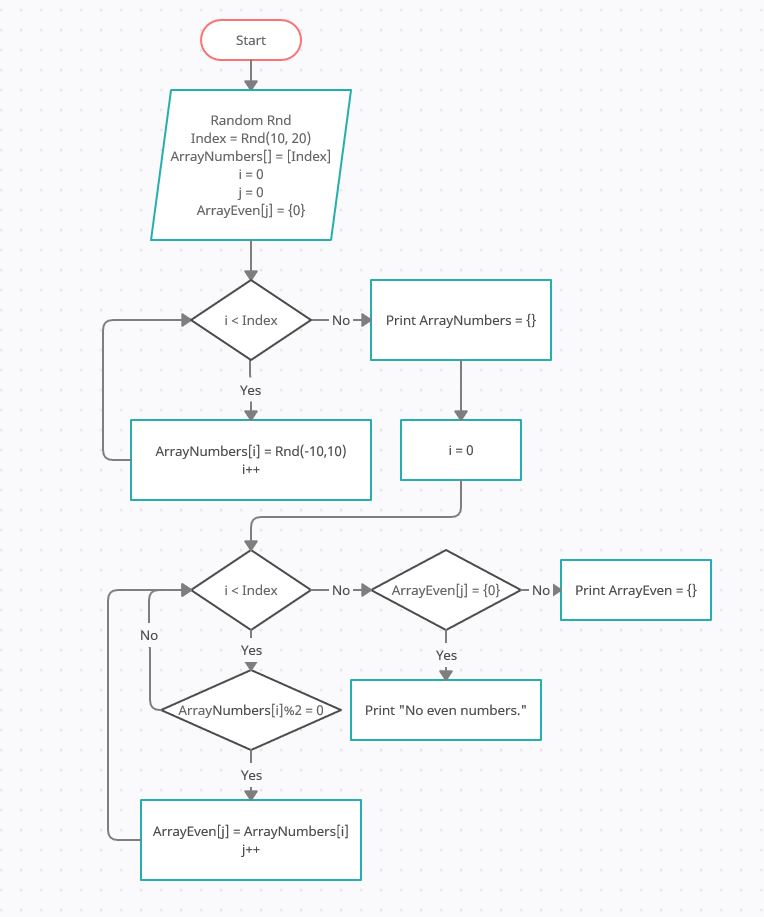 Start
Random Rnd
Index = Rnd(10, 20)
ArrayNumbers[] = [Index]
i = 0
j = 0
ArrayEven[j] = {0}
i < Index
No
Print ArrayNumbers = {}
Yes
ArrayNumbers[i] = Rnd(-10,10)
i++
i = 0
i < Index
No
ArrayEven[j] = {0}
No
Print ArrayEven = {}
No
Yes
Yes
ArrayNumbers[i]%2 = 0
Print "No even numbers."
Yes
ArrayEven[j] = ArrayNumbers[i]
j++